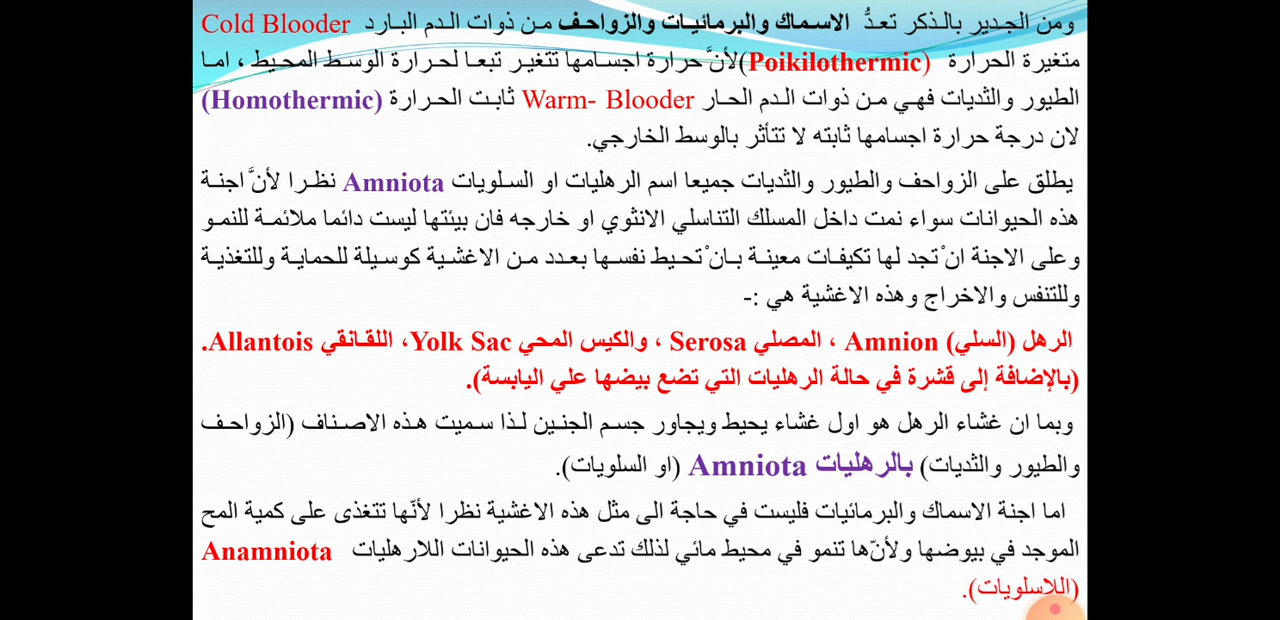 ومن الجدير بالذكر تعدُّ الاسماك والبرمائيات والزواحف من ذوات الدم البارد Cold Blooder
متغيرة الحرارة (Poikilothermic)لأنَّ حرارة اجسامها تتغير تبعا لحرارة الوسط المحيط ، اما
الطيور والثديات فهي من ذوات الدم الحار Warm- Blooder ثابت الحرارة (Homothermic)
لان درجة حرارة اجسامها ثابته لا تتأثر بالوسط الخارجي.
يطلق على الزواحف والطيور والثديات جميعا اسم الرهليات او السلويات Amniota نظرا لأنَّ اجنة
هذه الحيوانات سواء نمت داخل المسلك التناسلي الانثوي او خارجه فان بيئتها ليست دائما ملائمة للنمو
وعلى الاجنة انْ تجد لها تكيفات معينة بانْ تحيط نفسها بعدد من الاغشية كوسيلة للحماية وللتغذية
وللتنفس والاخراج وهذه الاغشية هي :-
الرهل (السلي) Amnion ، المصلي Serosa ، والكيس المحي Yolk Sac، اللقانقي Allantois.
(بالإضافة إلى قشرة في حالة الرهليات التي تضع بيضها علي اليابسة).
وبما ان غشاء الرهل هو اول غشاء يحيط ويجاور جسم الجنين لذا سميت هذه الاصناف (الزواحف
والطيور والثديات) بالرهليات Amniota (او السلويات).
اما اجنة الاسماك والبرمائيات فليست في حاجة الى مثل هذه الاغشية نظرا لأنّها تتغذى على كمية المح
الموجد في بيوضها ولأنّها تنمو في محيط مائي لذلك تدعى هذه الحيوانات اللارهليات Anamniota
(اللاسلويات).